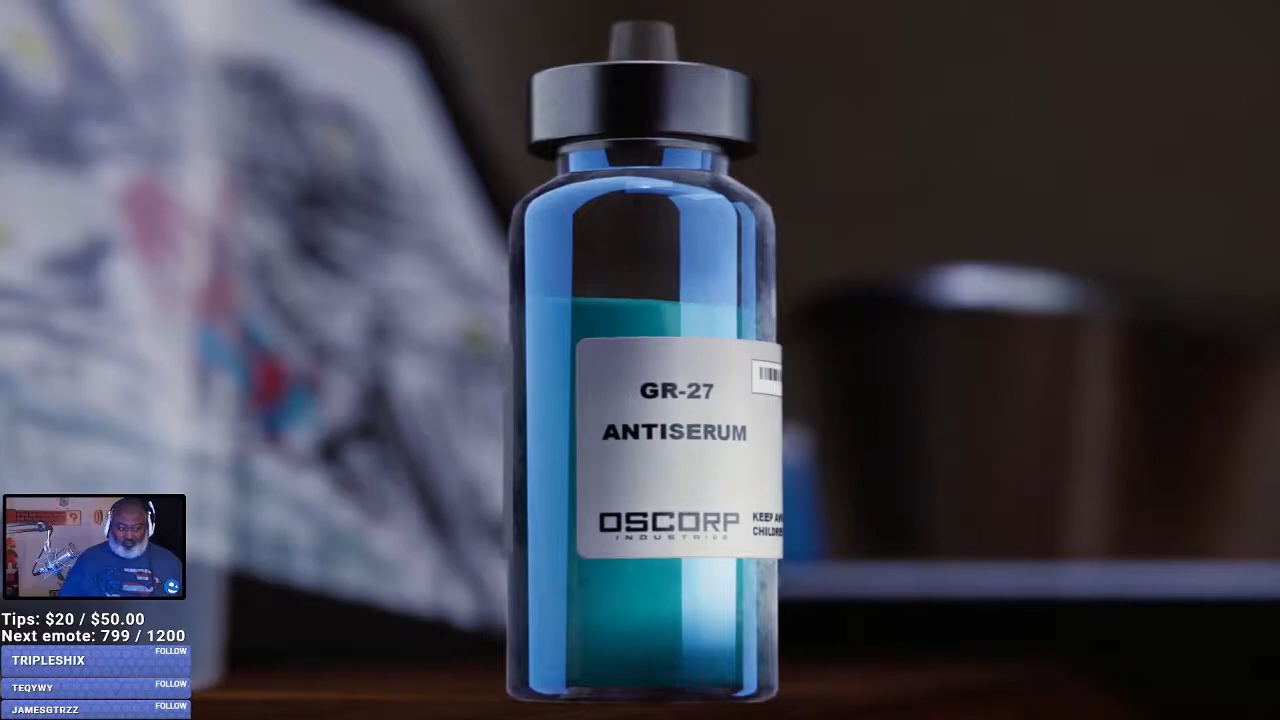 GR-27
ANTISERUM
OSCORP
INDUSTRIES
KEEP
Tips: $20 / $50.00
Next emote: 799 / 1200
FOLLOW
TRIPLESHIX
FOLLOW
TEQYWY
FOLLOW
JAMESGTRZZ